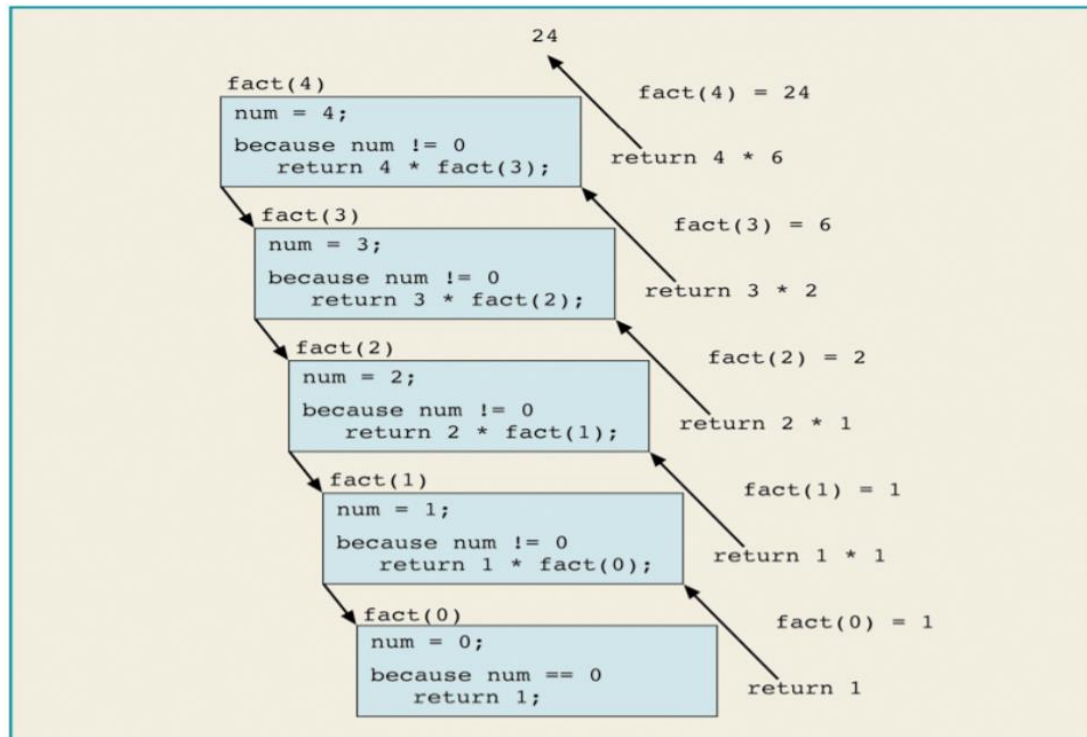 24
fact(4)
fact(4) = 24
num = 4;
because num != 0
return 4 * fact(3);
return 4 * 6
fact(3)
fact(3) = 6
num = 3;
because num != 0
return 3 * fact(2);
return 3 * 2
fact(2)
fact(2) = 2
num = 2;
because num != 0
return 2 * fact(1);
return 2 * 1
fact(1)
fact(1) = 1
num = 1;
because num != 0
return 1 * fact(0);
return 1 * 1
fact(0)
fact(0) = 1
num = 0;
because num == 0
return 1;
return 1